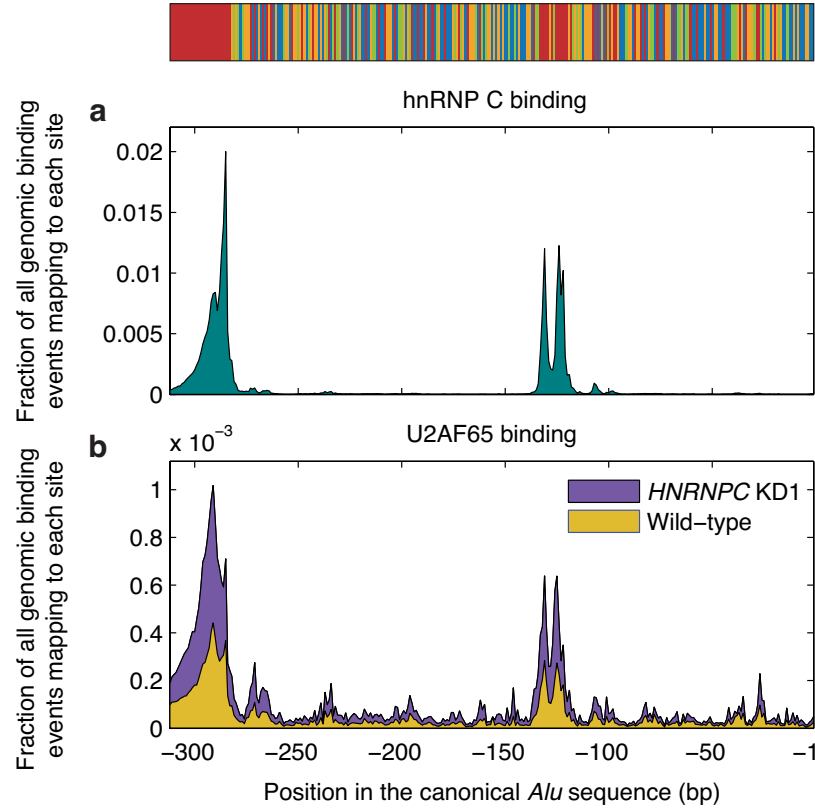 a
hnRNP C binding
Fraction of all genomic binding
events mapping to each site
0.02
0.015
0.01
0.005
0
b
x 10−3
U2AF65 binding
Fraction of all genomic binding
events mapping to each site
1
0.8
0.6
0.4
0.2
0
HNRNPC KD1
Wild−type
−300 −250 −200 −150 −100 −50 −1
Position in the canonical Alu sequence (bp)